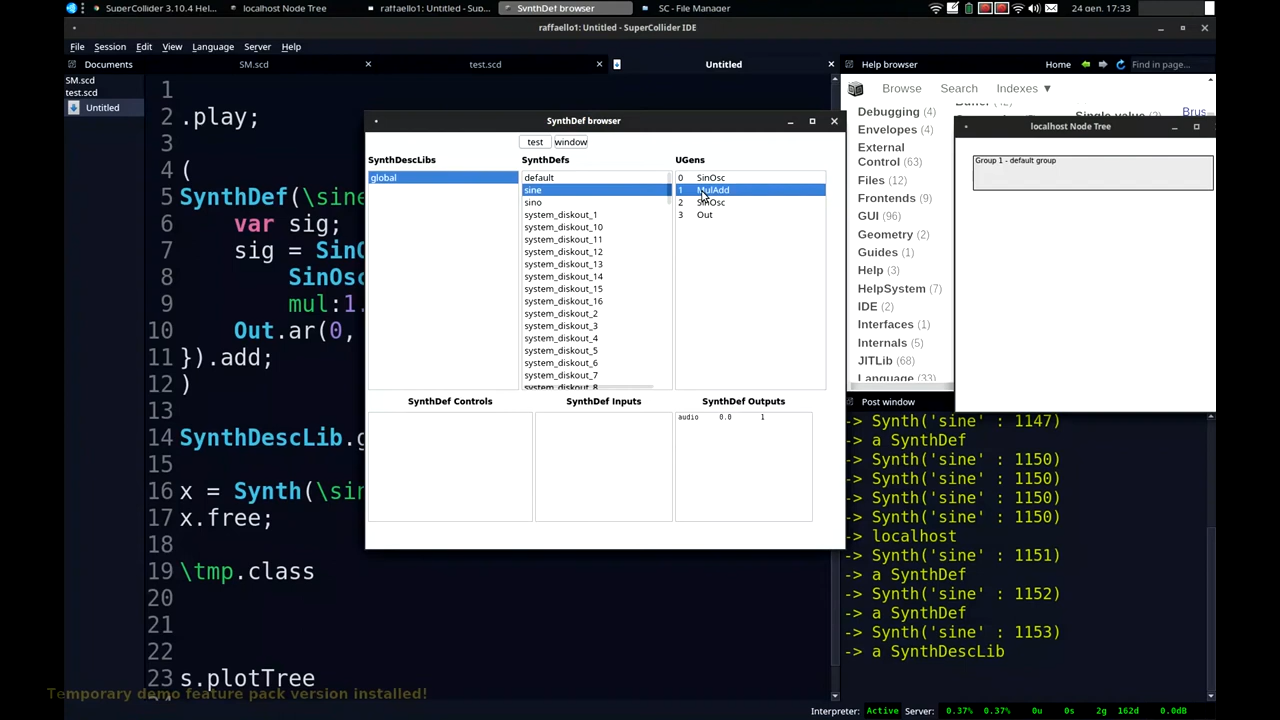 SuperCollider 3.10.4 Hel...
localhost Node Tree
raffaello1: Untitled - Sup...
SynthDef browser
SC - File Manager
24 gen, 17:33
raffaello1: Untitled - SuperCollider IDE
File Session Edit View Language Server Help
Documents
SM.scd
test.scd
Untitled
Help browser
Home
Find in page...
SM.scd
test.scd
Untitled
1
2 .play;
4 (
5 SynthDef(\sine
6 var sig;
7 sig = SinO
8 SinOsc
9 mul:1.
10 Out.ar(0,
11 }).add;
12 )
14 SynthDescLib.g
16 x = Synth(\sin
17 x.free;
18
19 \tmp.class
20
22
23 s.plotTree
SynthDef browser
test window
SynthDescLibs
global
SynthDefs
default
sine
sino
system_diskout_1
system_diskout_10
system_diskout_11
system_diskout_12
system_diskout_13
system_diskout_14
system_diskout_15
system_diskout_16
system_diskout_2
system_diskout_3
system_diskout_4
system_diskout_5
system_diskout_6
system_diskout_7
system_diskout_8
UGens
0 SinOsc
1 MulAdd
2 SinOsc
3 Out
SynthDef Controls
SynthDef Inputs
SynthDef Outputs
audio 0.0 1
Browse Search Indexes ▼
Debugging (4)
Envelopes (4)
External
Control (63)
Files (12)
Frontends (9)
GUI (96)
Geometry (2)
Guides (1)
Help (3)
HelpSystem (7)
IDE (2)
Interfaces (1)
Internals (5)
JITLib (68)
Language (33)
Single value (2)
Brus
localhost Node Tree
Group 1 - default group
Post window
-> Synth('sine' : 1147)
-> a SynthDef
-> Synth('sine' : 1150)
-> Synth('sine' : 1150)
-> Synth('sine' : 1150)
-> Synth('sine' : 1150)
-> localhost
-> Synth('sine' : 1151)
-> a SynthDef
-> Synth('sine' : 1152)
-> a SynthDef
-> Synth('sine' : 1153)
-> a SynthDescLib
Temporary demo feature pack version installed!
Interpreter: Active Server: 0.37% 0.37% 0u 0s 2g 162d 0.0dB